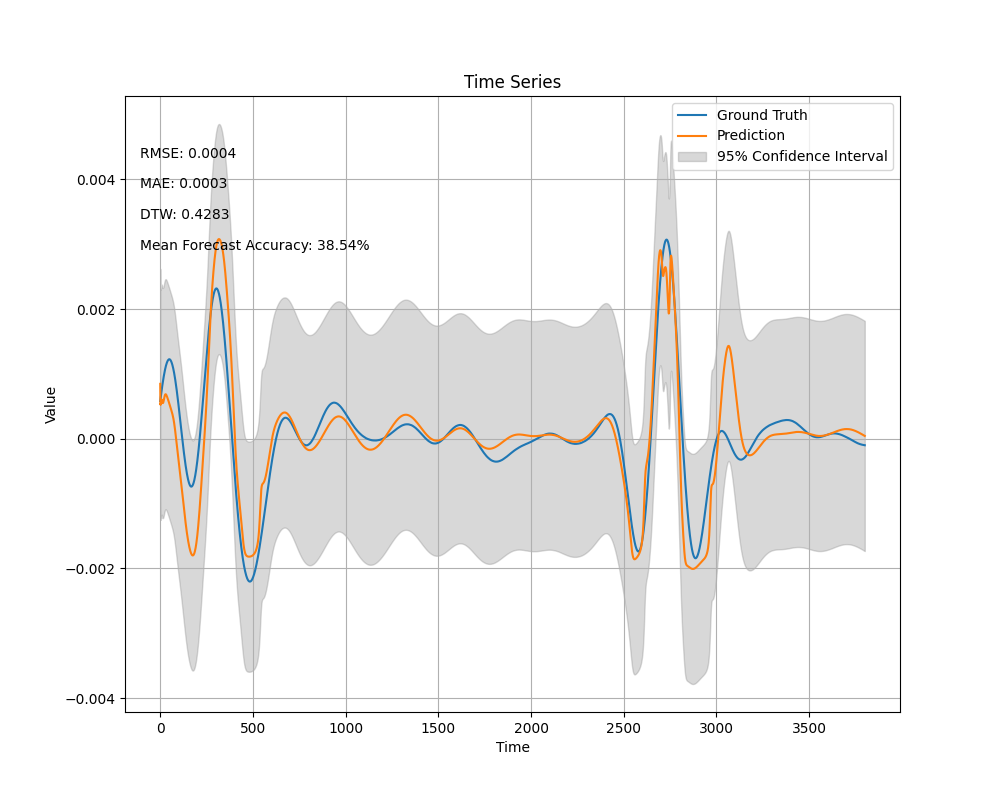 Time Series
Ground Truth
Prediction
95% Confidence Interval
RMSE: 0.0004
MAE: 0.0003
DTW: 0.4283
Mean Forecast Accuracy: 38.54%
Value
0.004
0.002
0.000
−0.002
−0.004
0 500 1000 1500 2000 2500 3000 3500
Time